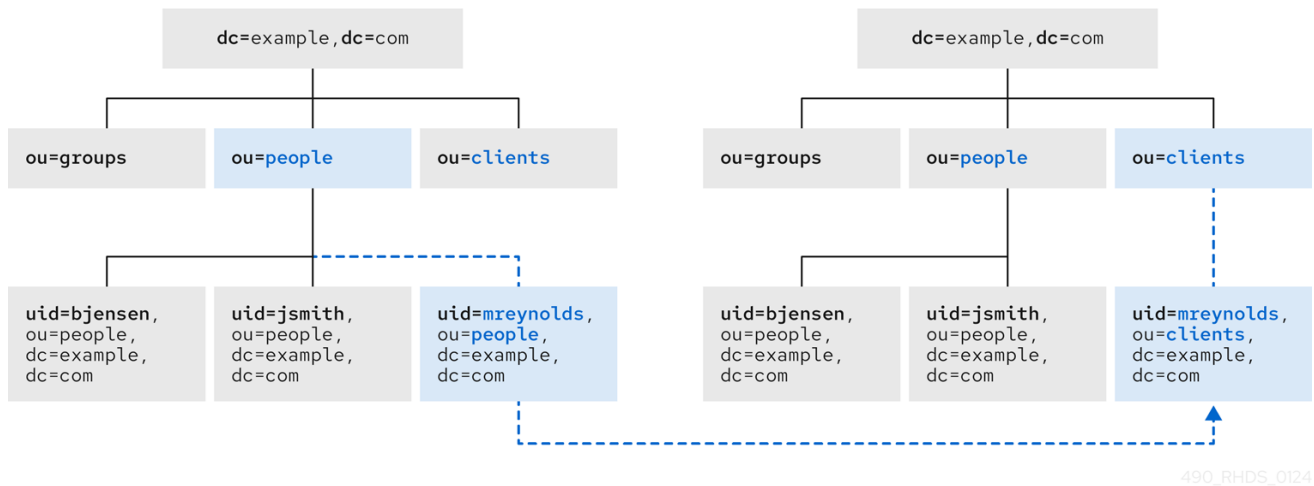 dc=example,dc=com
ou=groups
ou=people
ou=clients
uid=bjensen,
ou=people,
dc=example,
dc=com
uid=jsmith,
ou=people,
dc=example,
dc=com
uid=mreynolds,
ou=people,
dc=example,
dc=com
dc=example,dc=com
ou=groups
ou=people
ou=clients
uid=bjensen,
ou=people,
dc=example,
dc=com
uid=jsmith,
ou=people,
dc=example,
dc=com
uid=mreynolds,
ou=clients,
dc=example,
dc=com
490_RHDS_0124